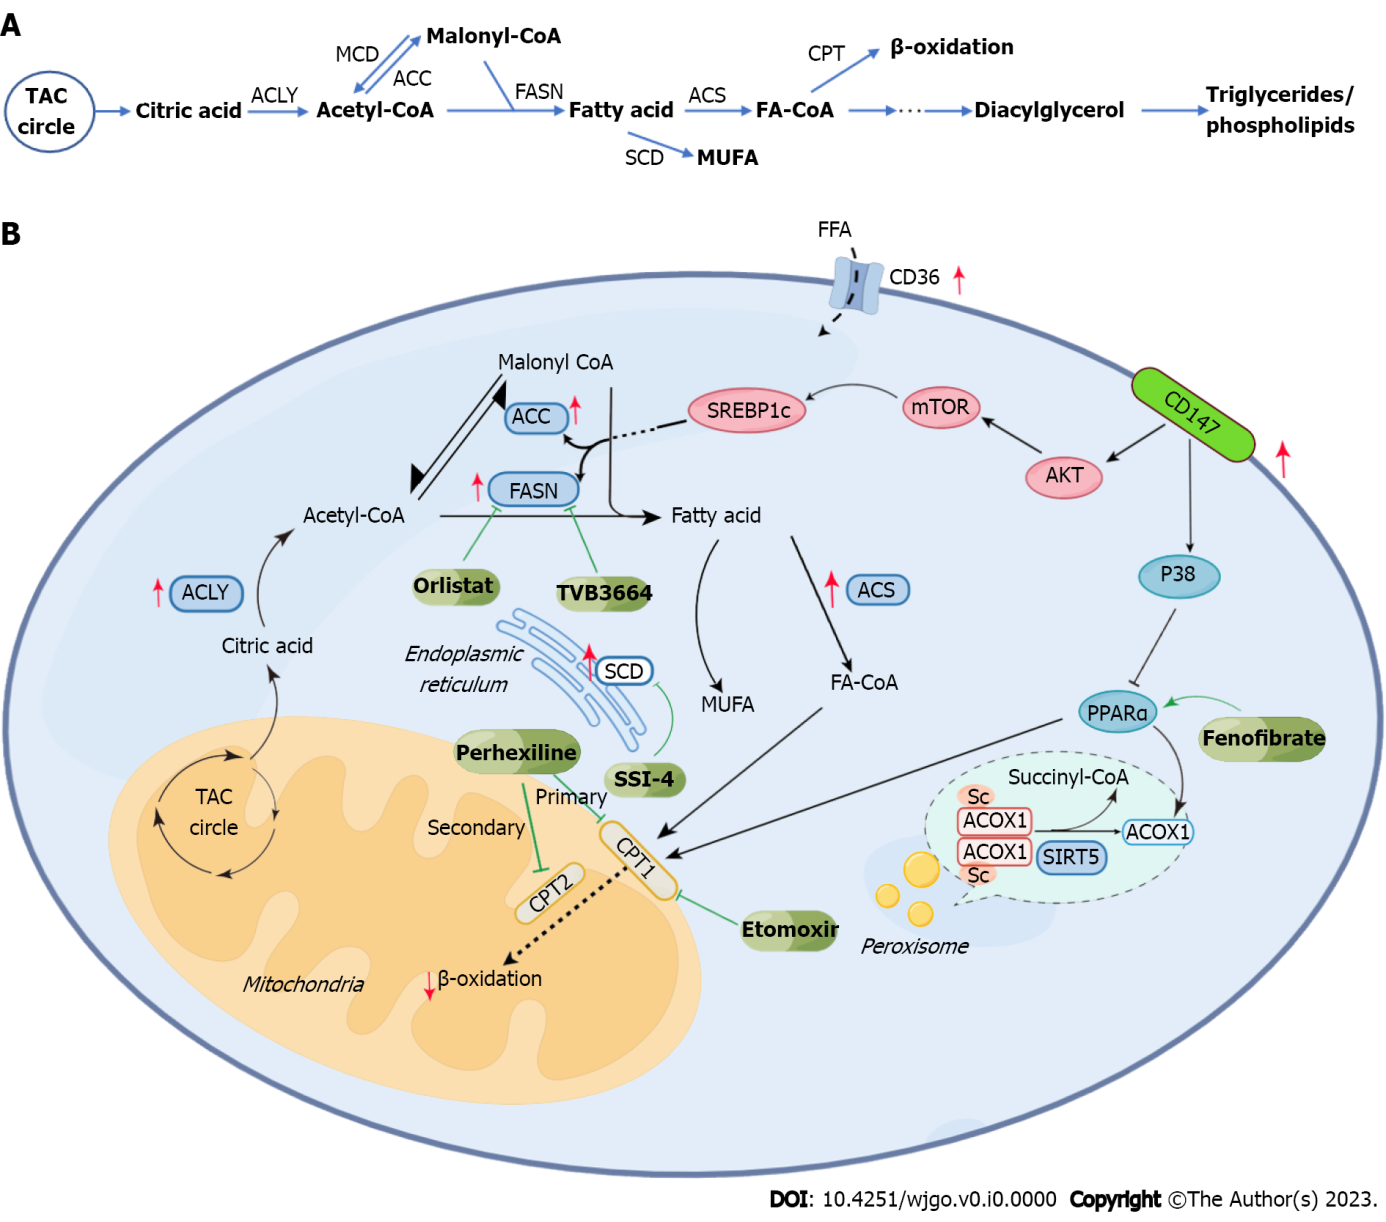 A
MCD
Malonyl-CoA
ACC
CPT
β-oxidation
TAC
circle
Citric acid
ACLY
Acetyl-CoA
FASN
Fatty acid
ACS
FA-CoA
...
Diacylglycerol
Triglycerides/
phospholipids
SCD
MUFA
B
FFA
CD36
Malonyl CoA
ACC
SREBP1c
mTOR
CD147
AKT
FASN
Acetyl-CoA
Fatty acid
Orlistat
TVB3664
ACS
P38
ACLY
Citric acid
Endoplasmic
reticulum
SCD
MUFA
FA-CoA
PPARα
Fenofibrate
Perhexiline
SSI-4
Primary
Secondary
TAC
circle
CPT1
CPT2
Succinyl-CoA
Sc
ACOX1
ACOX1
Sc
SIRT5
ACOX1
Etomoxir
Peroxisome
Mitochondria
β-oxidation
DOI: 10.4251/wjgo.v0.i0.0000 Copyright ©The Author(s) 2023.